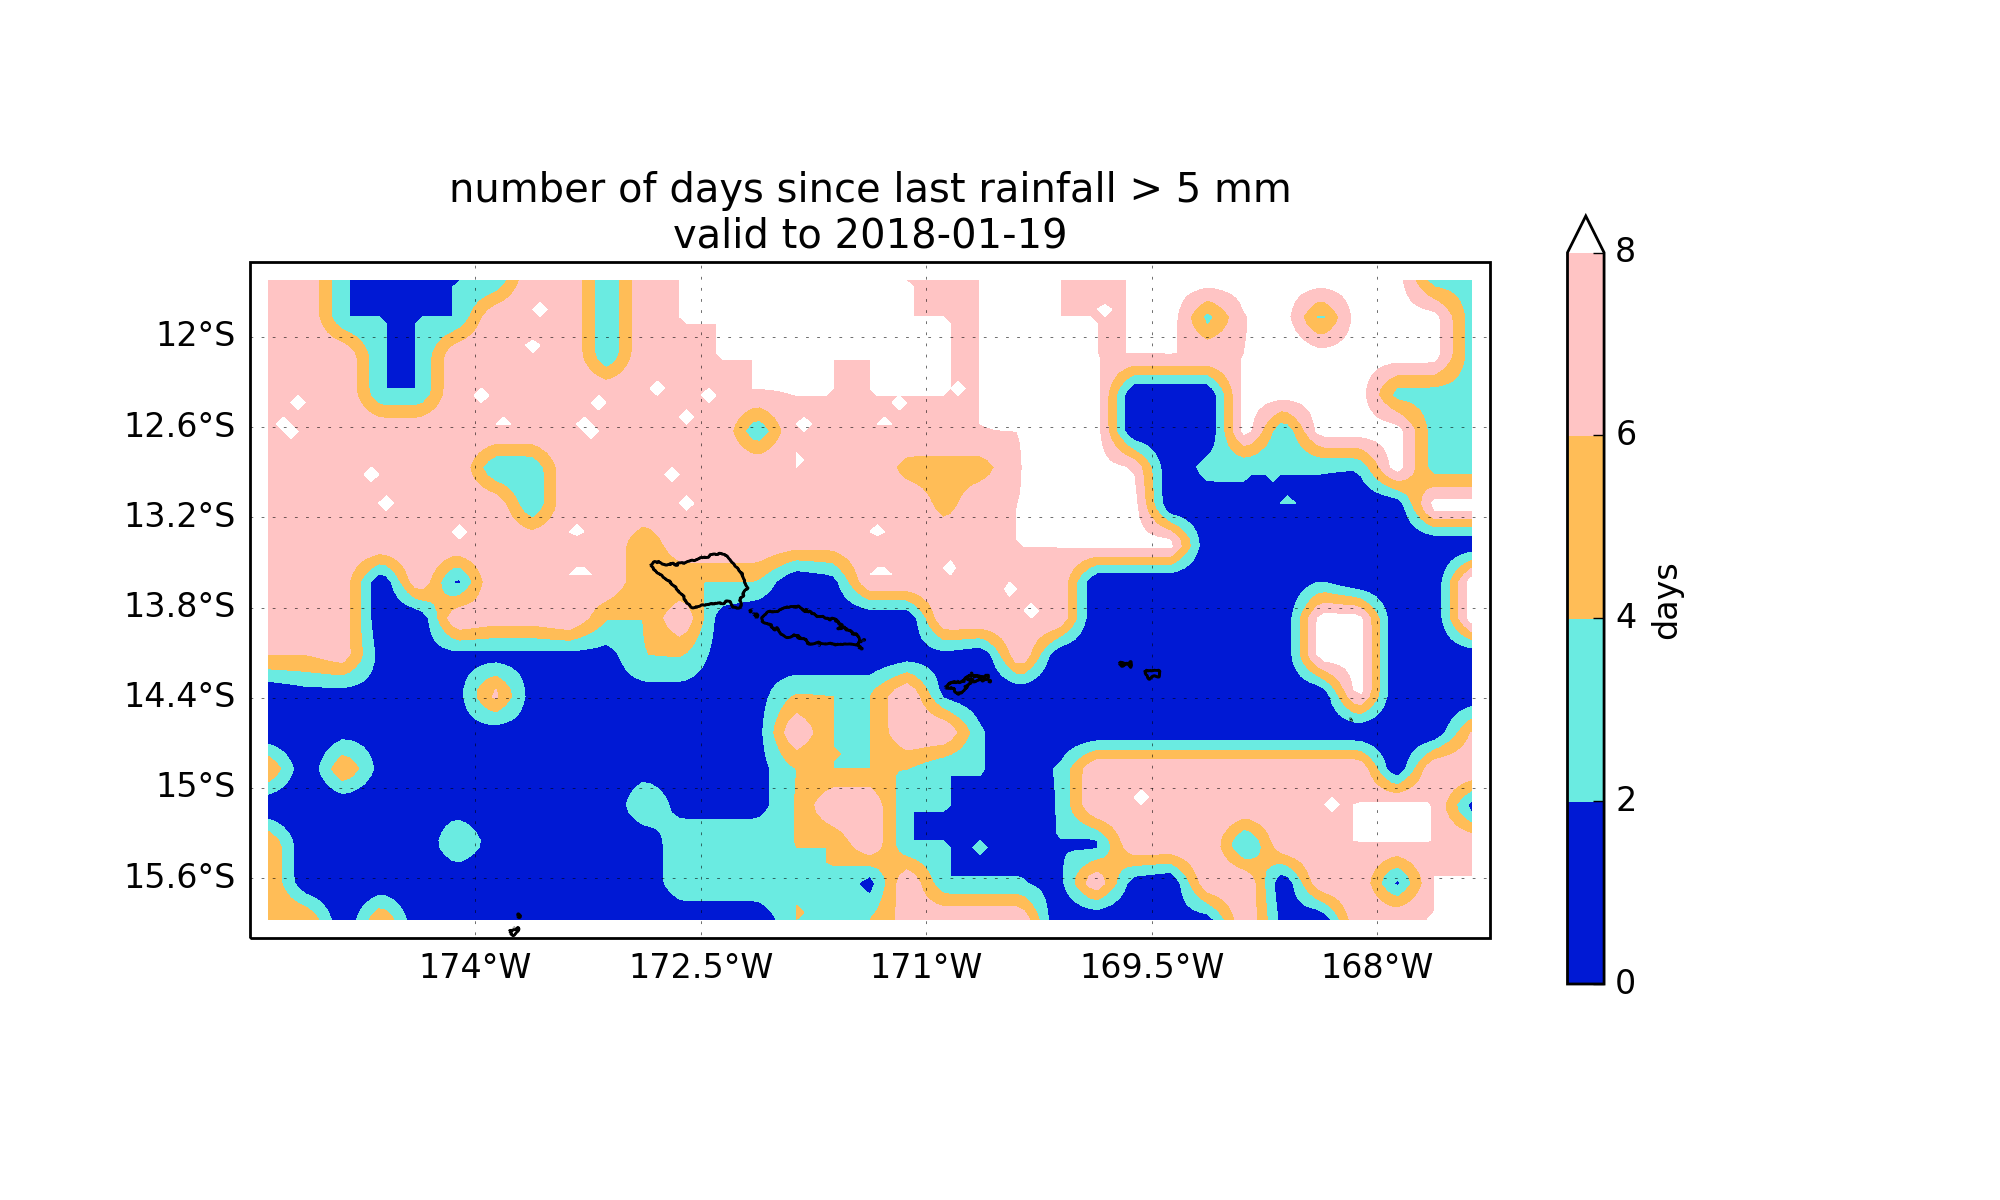 number of days since last rainfall > 5 mm
valid to 2018-01-19
12°S
12.6°S
13.2°S
13.8°S
14.4°S
15°S
15.6°S
174°W 172.5°W 171°W 169.5°W 168°W
8
6
4
2
0
days